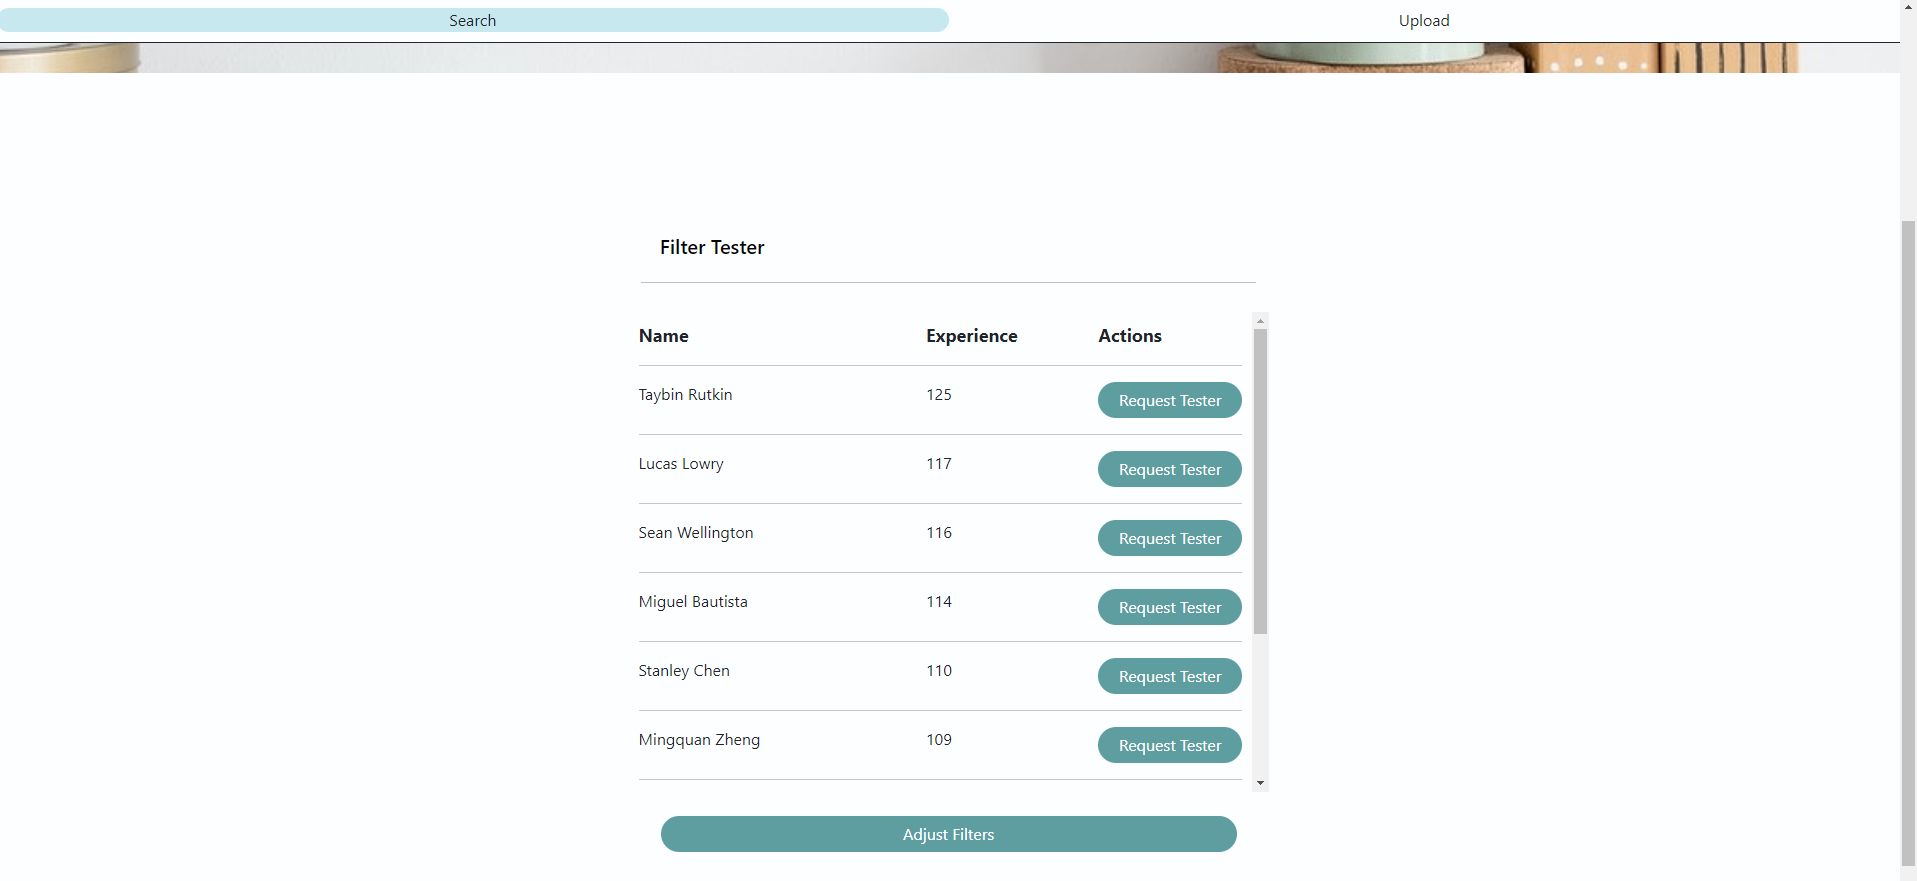 Search Upload
Filter Tester
Name Experience Actions
Taybin Rutkin 125 Request Tester
Lucas Lowry 117 Request Tester
Sean Wellington 116 Request Tester
Miguel Bautista 114 Request Tester
Stanley Chen 110 Request Tester
Mingquan Zheng 109 Request Tester
Adjust Filters